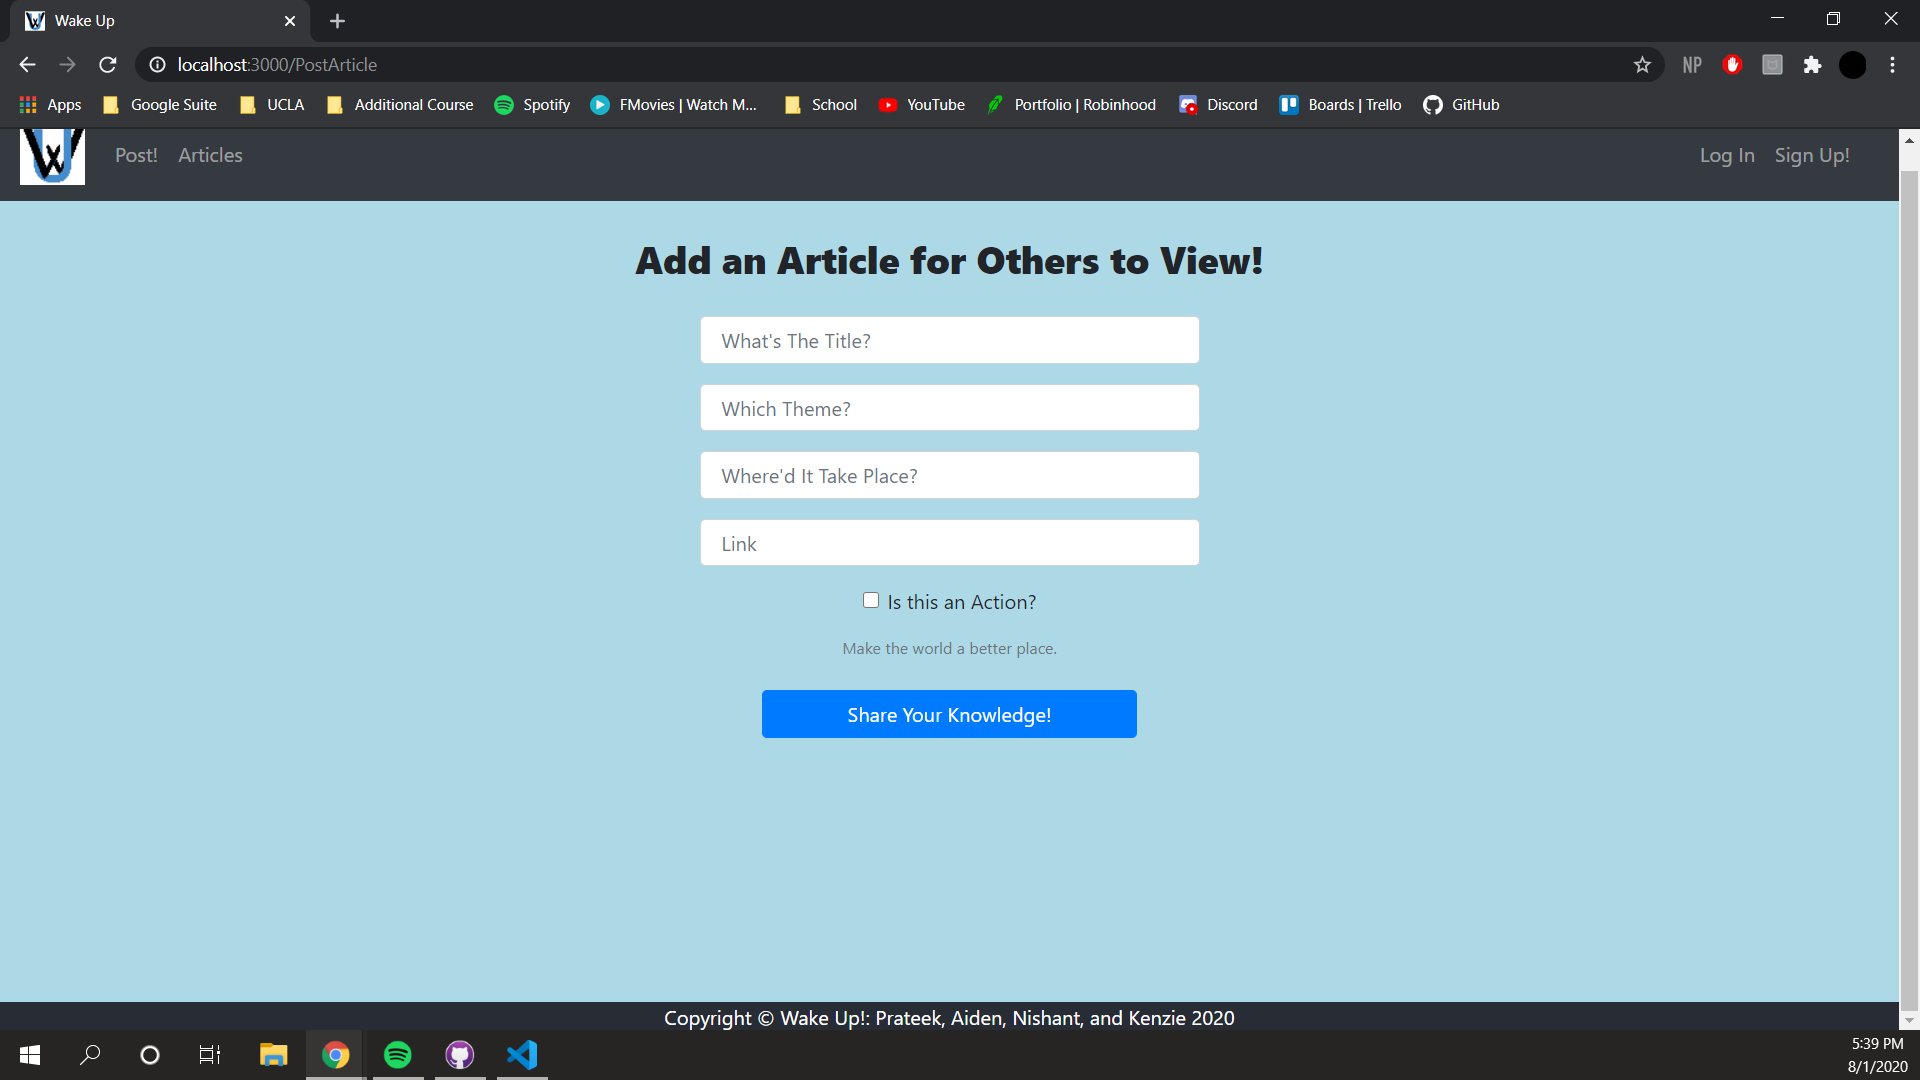 Wake Up
localhost:3000/PostArticle
NP
Apps Google Suite UCLA Additional Course Spotify FMovies | Watch M... School YouTube Portfolio | Robinhood Discord Boards | Trello GitHub
W Post! Articles Log In Sign Up!
Add an Article for Others to View!
What's The Title?
Which Theme?
Where'd It Take Place?
Link
Is this an Action?
Make the world a better place.
Share Your Knowledge!
Copyright © Wake Up!: Prateek, Aiden, Nishant, and Kenzie 2020
5:39 PM
8/1/2020